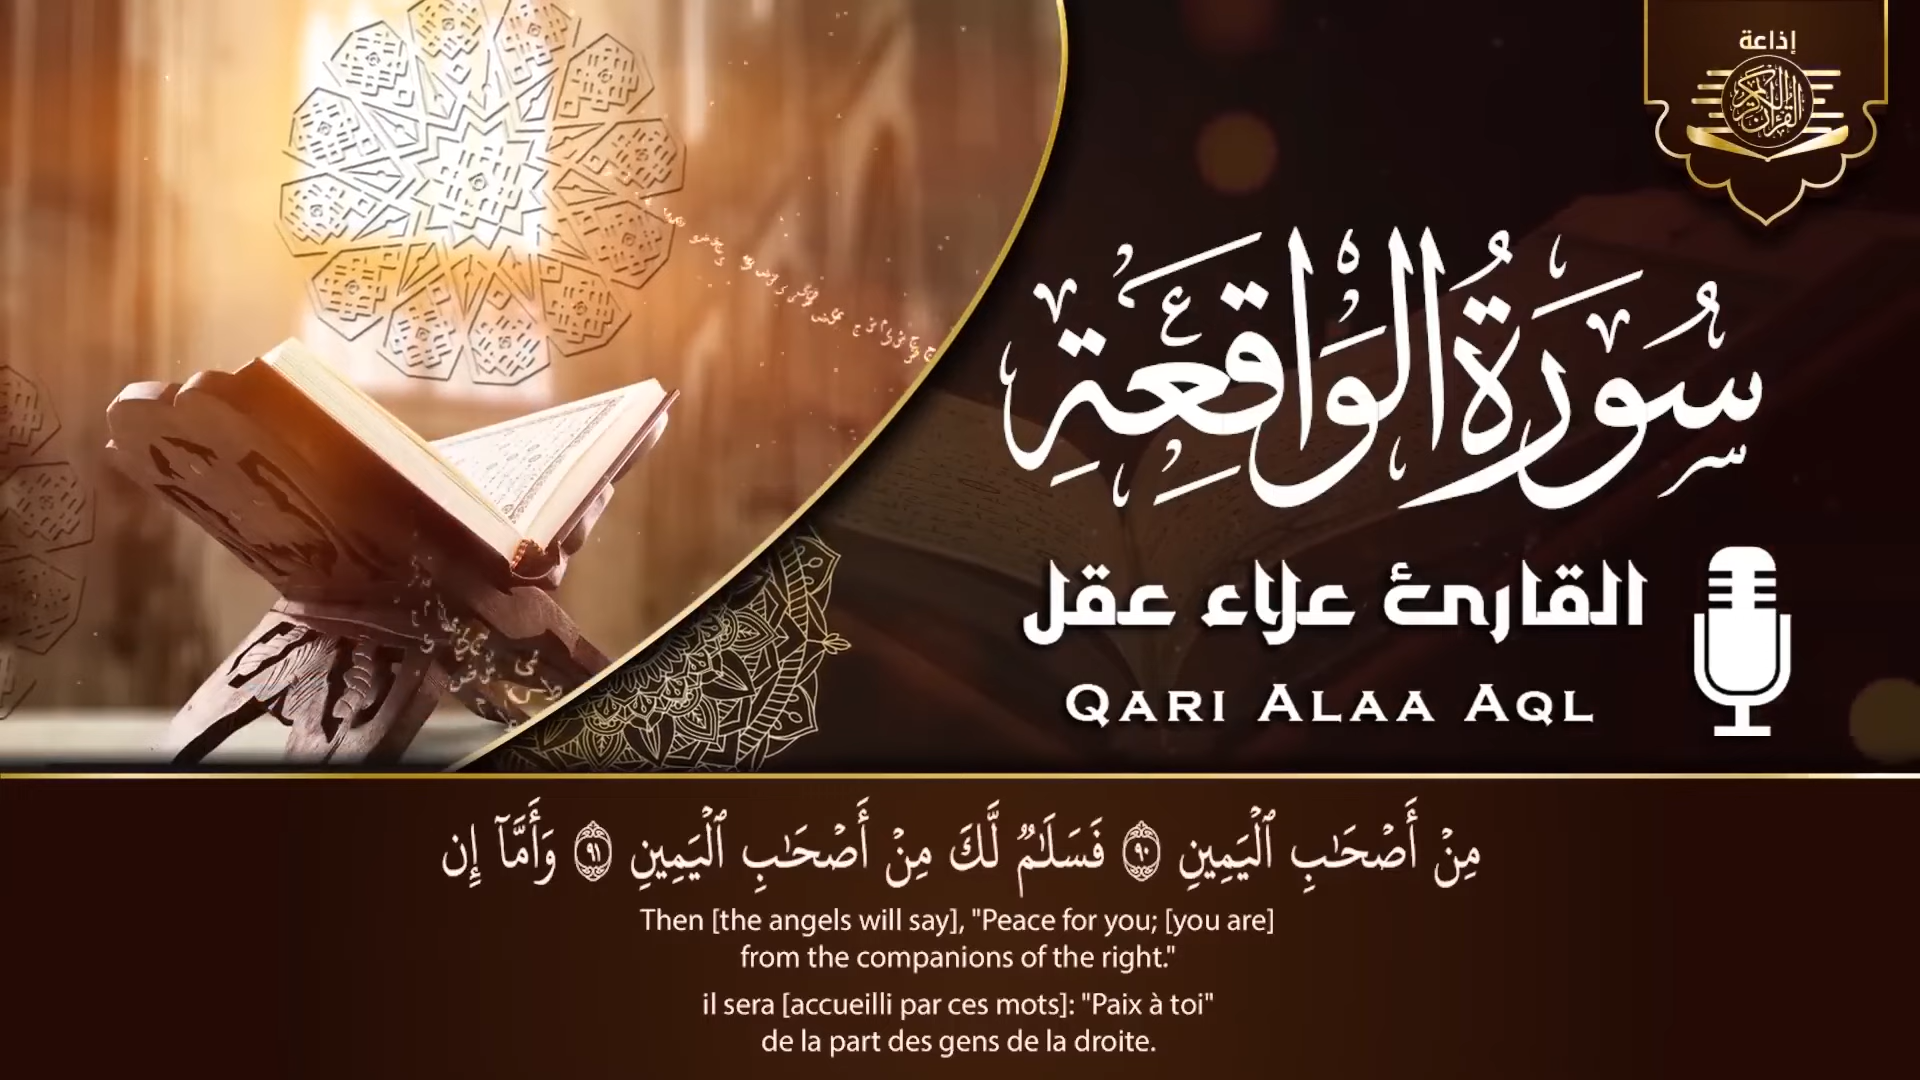 إذاعة
القرآن الكريم
سُورَةُ الوَاقِعَةِ
القارئ علاء عقل
Qari Alaa Aql
مِنۡ أَصۡحَٰبِ ٱلۡيَمِينِ ٩٠ فَسَلَٰمٞ لَّكَ مِنۡ أَصۡحَٰبِ ٱلۡيَمِينِ ٩١ وَأَمَّآ إِن
Then [the angels will say], "Peace for you; [you are]
from the companions of the right."
il sera [accueilli par ces mots]: "Paix à toi"
de la part des gens de la droite.